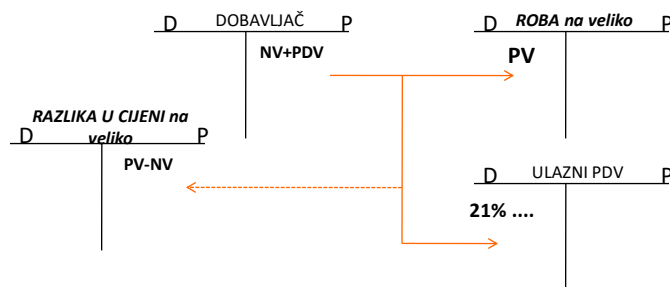 D DOBAVLJAČ P
NV+PDV
D ROBA na veliko P
PV
RAZLIKA U CIJENI na
D veliko P
PV-NV
D ULAZNI PDV P
21% ....